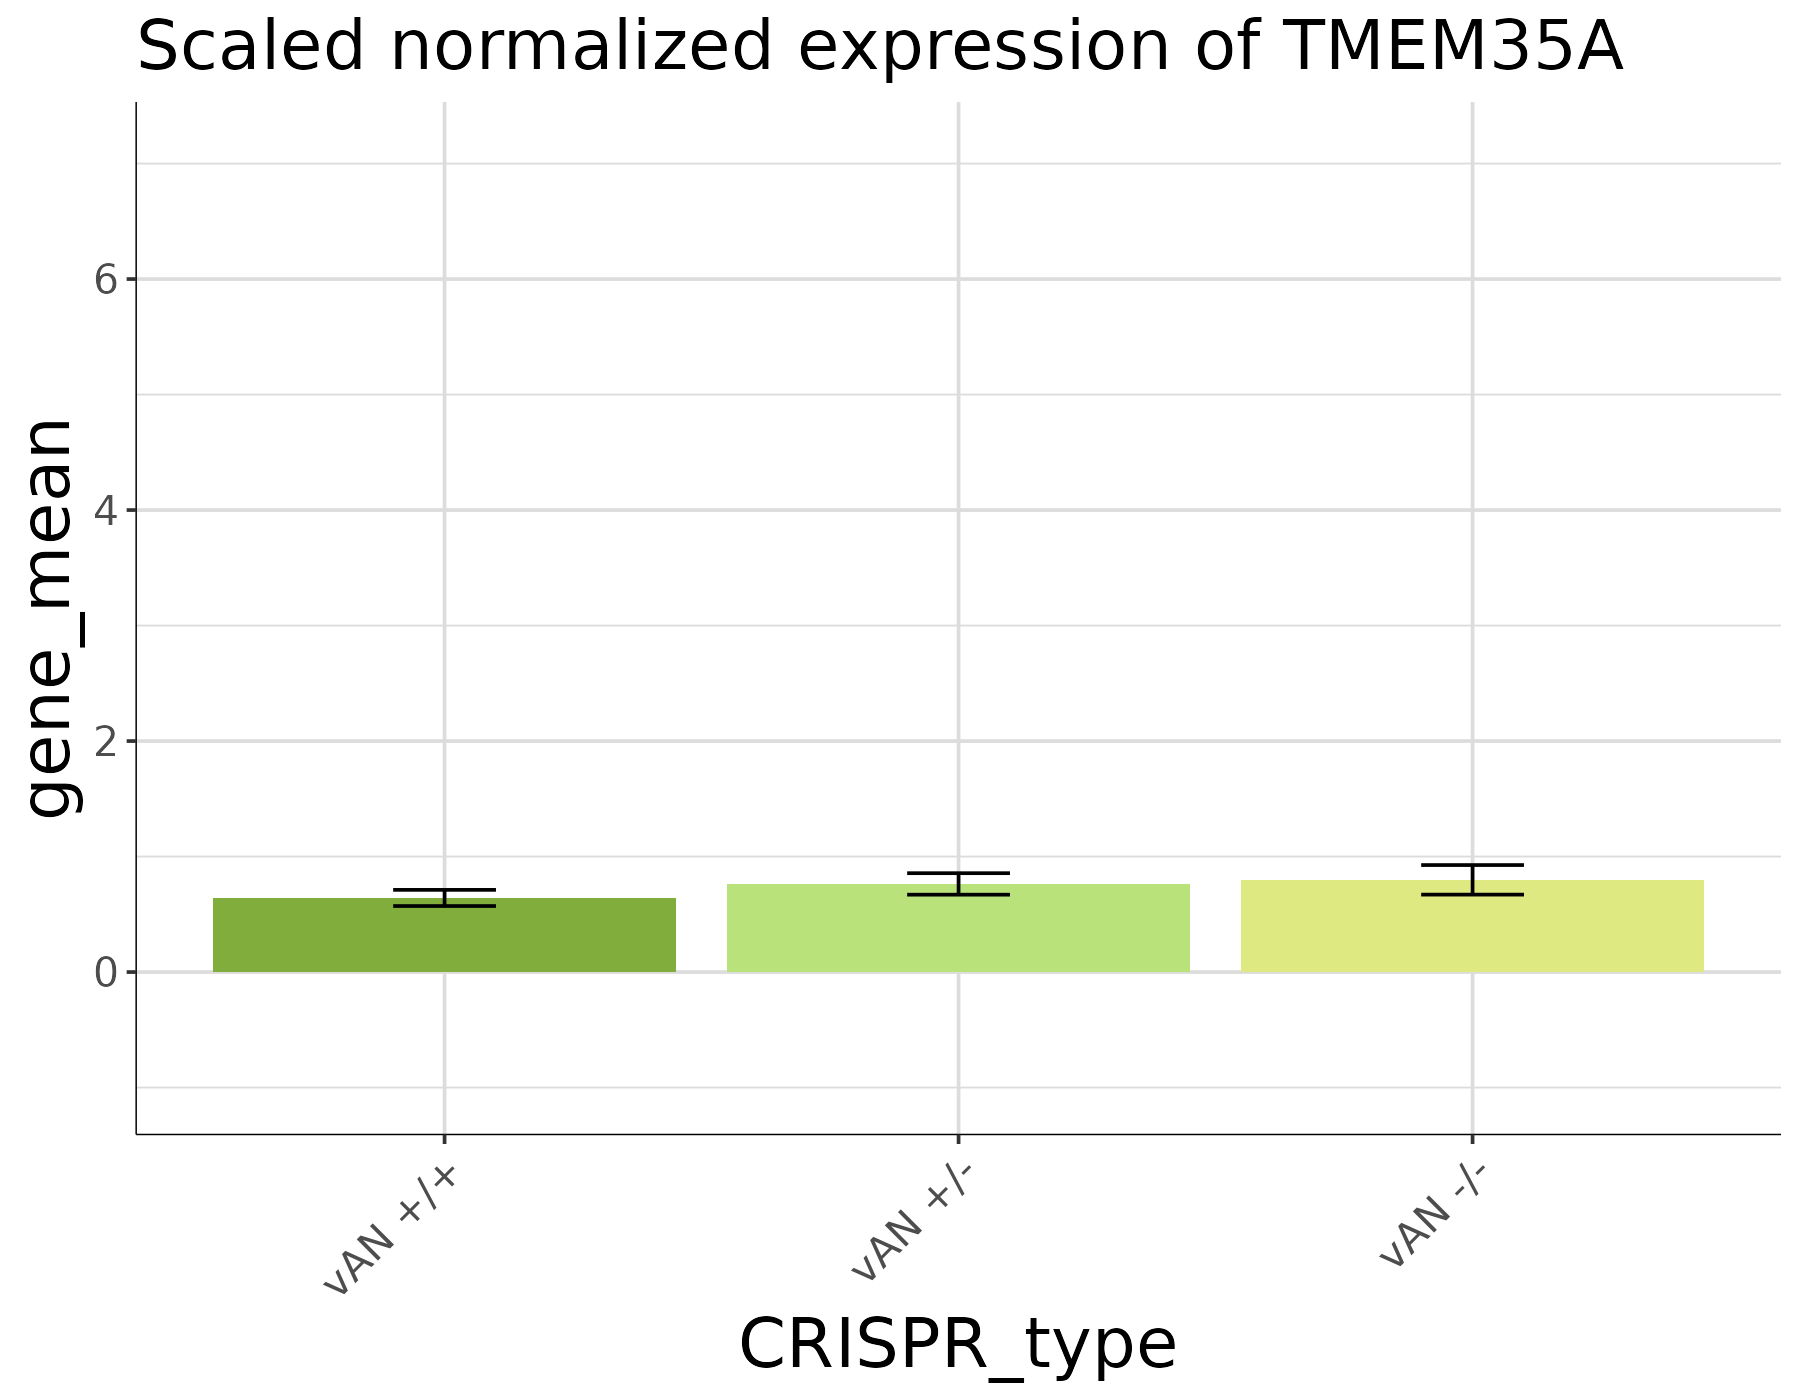 Scaled normalized expression of TMEM35A
gene_mean
6
4
2
0
vAN +/+
vAN +/-
vAN -/-
CRISPR_type